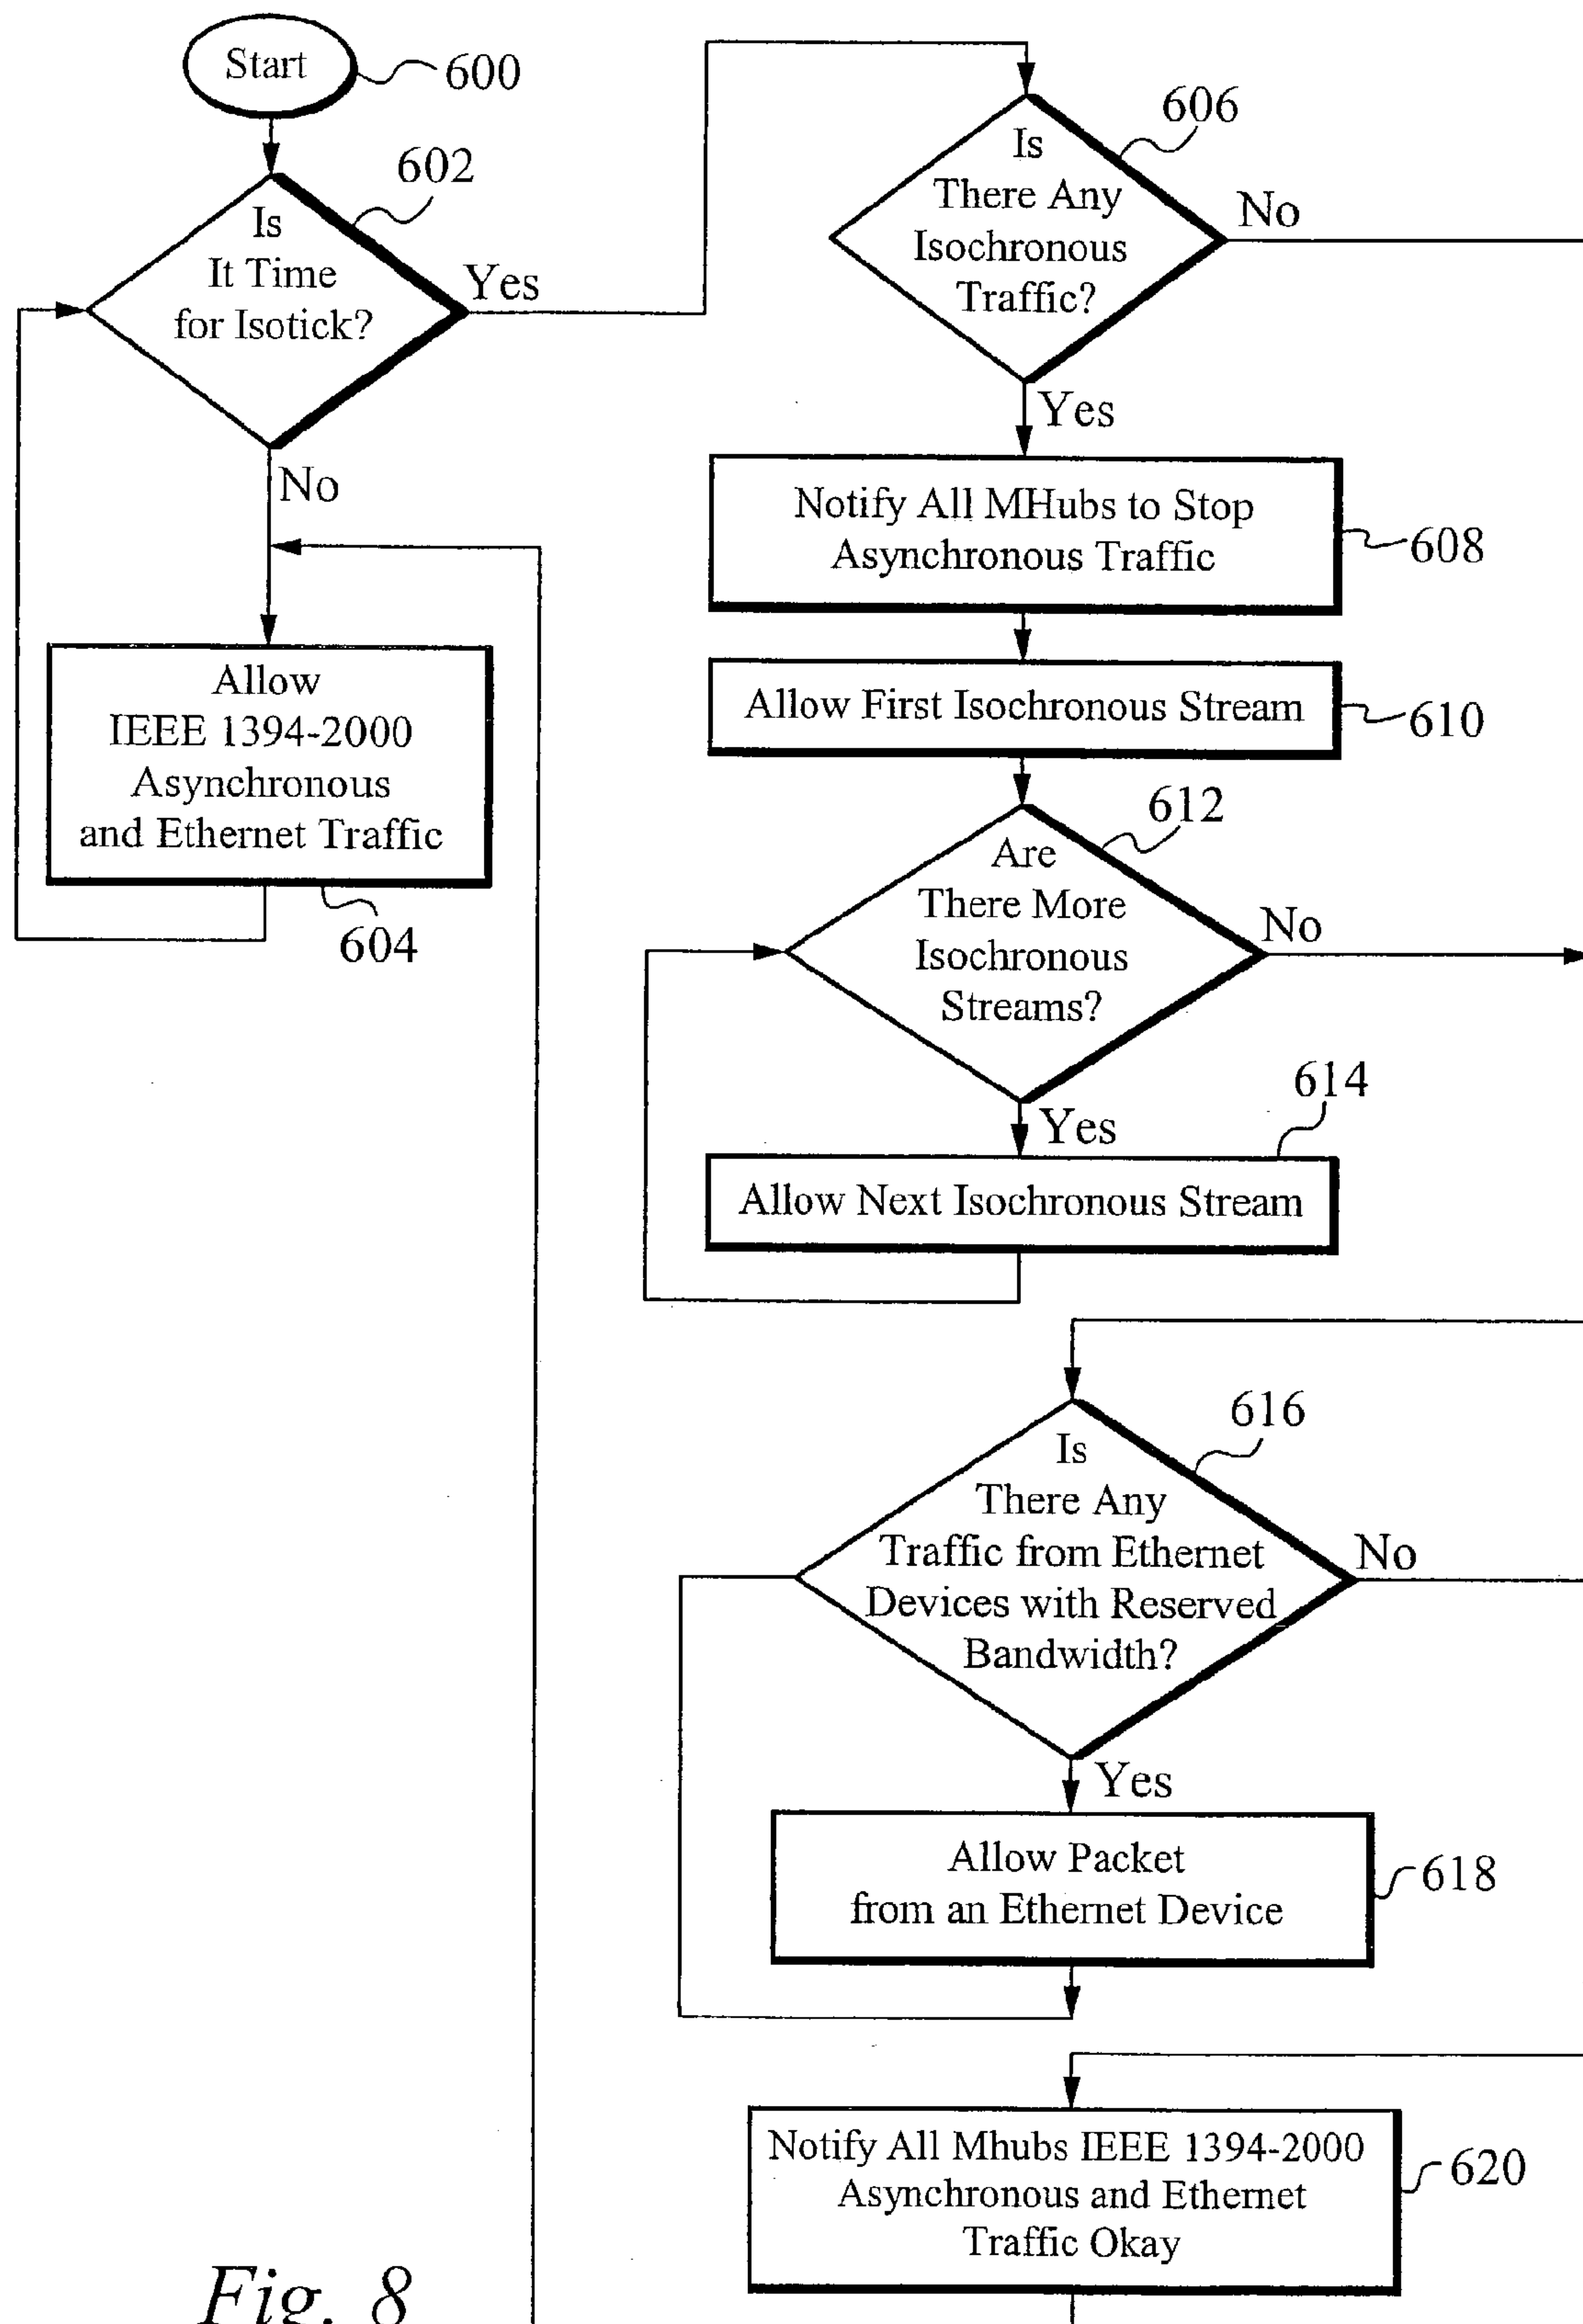 Start
600
602
Is
It Time
for Isotick?
Yes
No
Allow
IEEE 1394-2000
Asynchronous
and Ethernet Traffic
604
606
Is
There Any
Isochronous
Traffic?
No
Yes
Notify All MHubs to Stop
Asynchronous Traffic
608
Allow First Isochronous Stream
610
612
Are
There More
Isochronous
Streams?
No
Yes
614
Allow Next Isochronous Stream
616
Is
There Any
Traffic from Ethernet
Devices with Reserved
Bandwidth?
No
Yes
Allow Packet
from an Ethernet Device
618
Notify All Mhubs IEEE 1394-2000
Asynchronous and Ethernet
Traffic Okay
620
Fig. 8